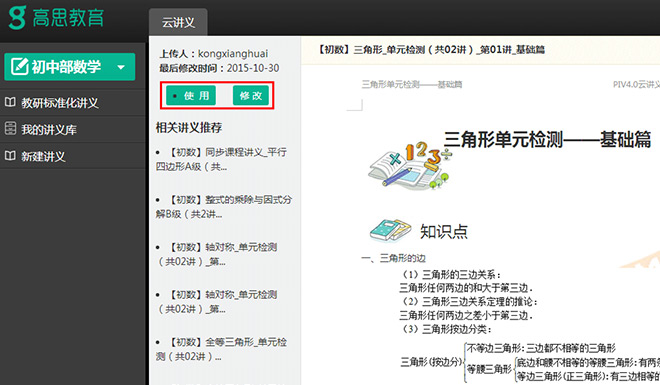 高思教育
云讲义
初中部数学
教研标准化讲义
我的讲义库
新建讲义
上传人：kongxianghuai
最后修改时间：2015-10-30
使 用
修 改
相关讲义推荐
【初数】同步课程讲义_平行
四边形A级（共...
【初数】整式的乘除与因式分
解B级（共2讲...
【初数】轴对称_单元检测
（共02讲）_第...
【初数】轴对称_单元检测
（共02讲）_第...
【初数】全等三角形_单元检
测（共02讲）...
【初数】三角形_单元检测（共02讲）_第01讲_基础篇
三角形单元检测——基础篇
PIV4.0云讲义
三角形单元检测——基础篇
知识点
一、三角形的边
（1）三角形的三边关系：
三角形任何两边的和大于第三边．
（2）三角形三边关系定理的推论：
三角形任何两边之差小于第三边．
（3）三角形按边分类：
三角形(按边分)
不等边三角形：三边都不相等的三角形
等腰三角形
底边和腰不相等的等腰三角形：有两条
等边三角形(正三角形)：有三边相等的